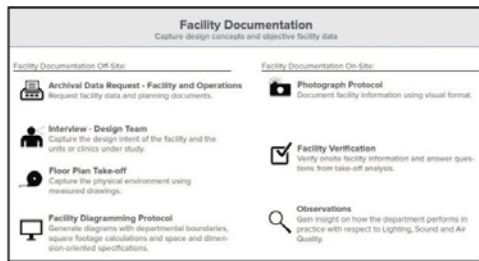 Facility Documentation
Capture design concepts and objective facility data
Facility Documentation Off-Site:
Archival Data Request - Facility and Operations
Request facility data and planning documents.
Interview - Design Team
Capture the design intent of the facility and the
units or clinics under study.
Floor Plan Take-off
Capture the physical environment using
measured drawings.
Facility Diagramming Protocol
Generate diagrams with departmental boundaries,
square footage calculations and space and dimen-
sion-oriented specifications.
Facility Documentation On-Site:
Photograph Protocol
Document facility information using visual format.
Facility Verification
Verify onsite facility information and answer ques-
tions from take-off analysis.
Observations
Gain insight on how the department performs in
practice with respect to Lighting, Sound and Air
Quality.